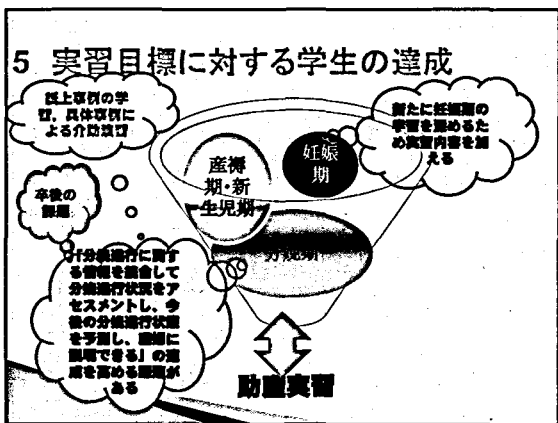 5 実習目標に対する学生の達成
紙上事例の学
習、具体事例に
よる介助演習
新たに妊娠期の
学習を深めるた
め実習内容を加
える
産褥
期・新
生児期
妊娠
期
卒後の
課題
分娩期
「分娩進行に関す
る情報を統合して
分娩進行状況をア
セスメントし、今
後の分娩進行状態
を予測し、産婦に
説明できる」の達
成を高める課題が
ある
助産実習